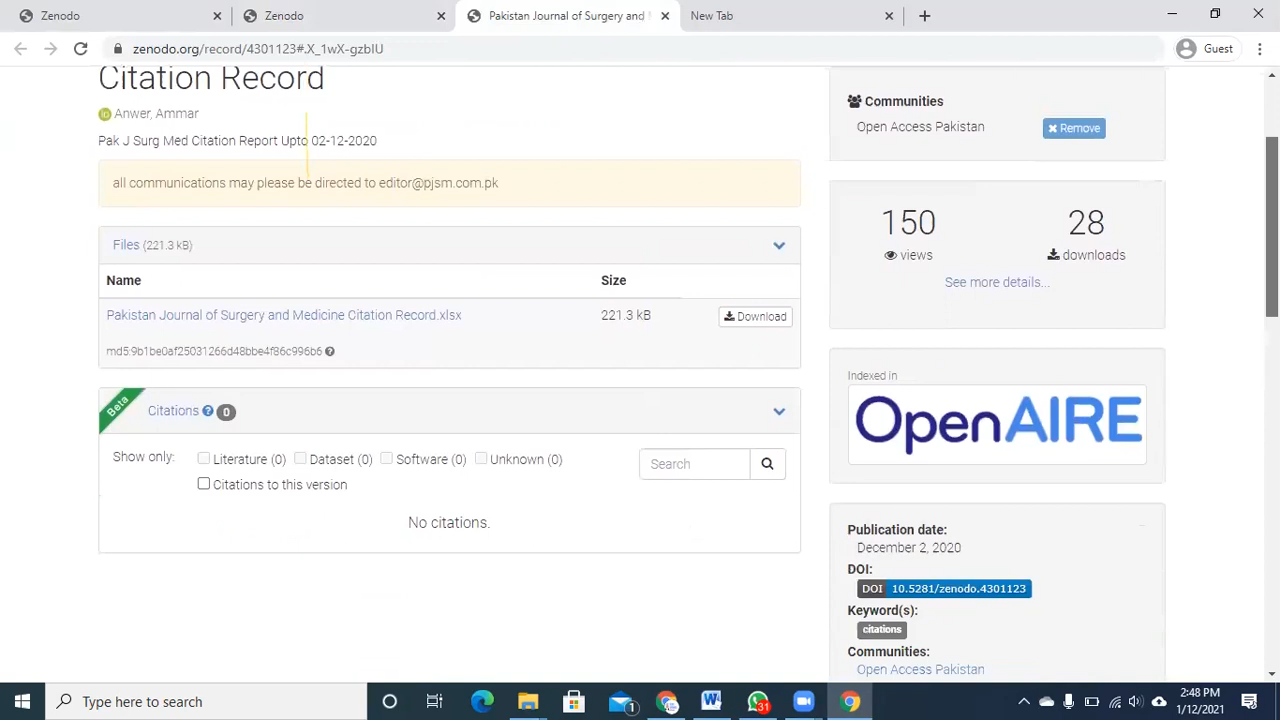 Zenodo
Zenodo
Pakistan Journal of Surgery and
New Tab
zenodo.org/record/4301123#.X_1wX-gzbIU
Guest
Citation Record
Anwer, Ammar
Pak J Surg Med Citation Report Upto 02-12-2020
all communications may please be directed to editor@pjsm.com.pk
Files (221.3 kB)
Name Size
Pakistan Journal of Surgery and Medicine Citation Record.xlsx 221.3 kB Download
md5:9b1be0af25031266d48bbe4f86c996b6
Beta
Citations 0
Show only: Literature (0) Dataset (0) Software (0) Unknown (0)
Search
Citations to this version
No citations.
Communities
Open Access Pakistan Remove
150 28
views downloads
See more details...
Indexed in
OpenAIRE
Publication date:
December 2, 2020
DOI:
DOI 10.5281/zenodo.4301123
Keyword(s):
citations
Communities:
Open Access Pakistan
Type here to search
1
31
2:48 PM
1/12/2021